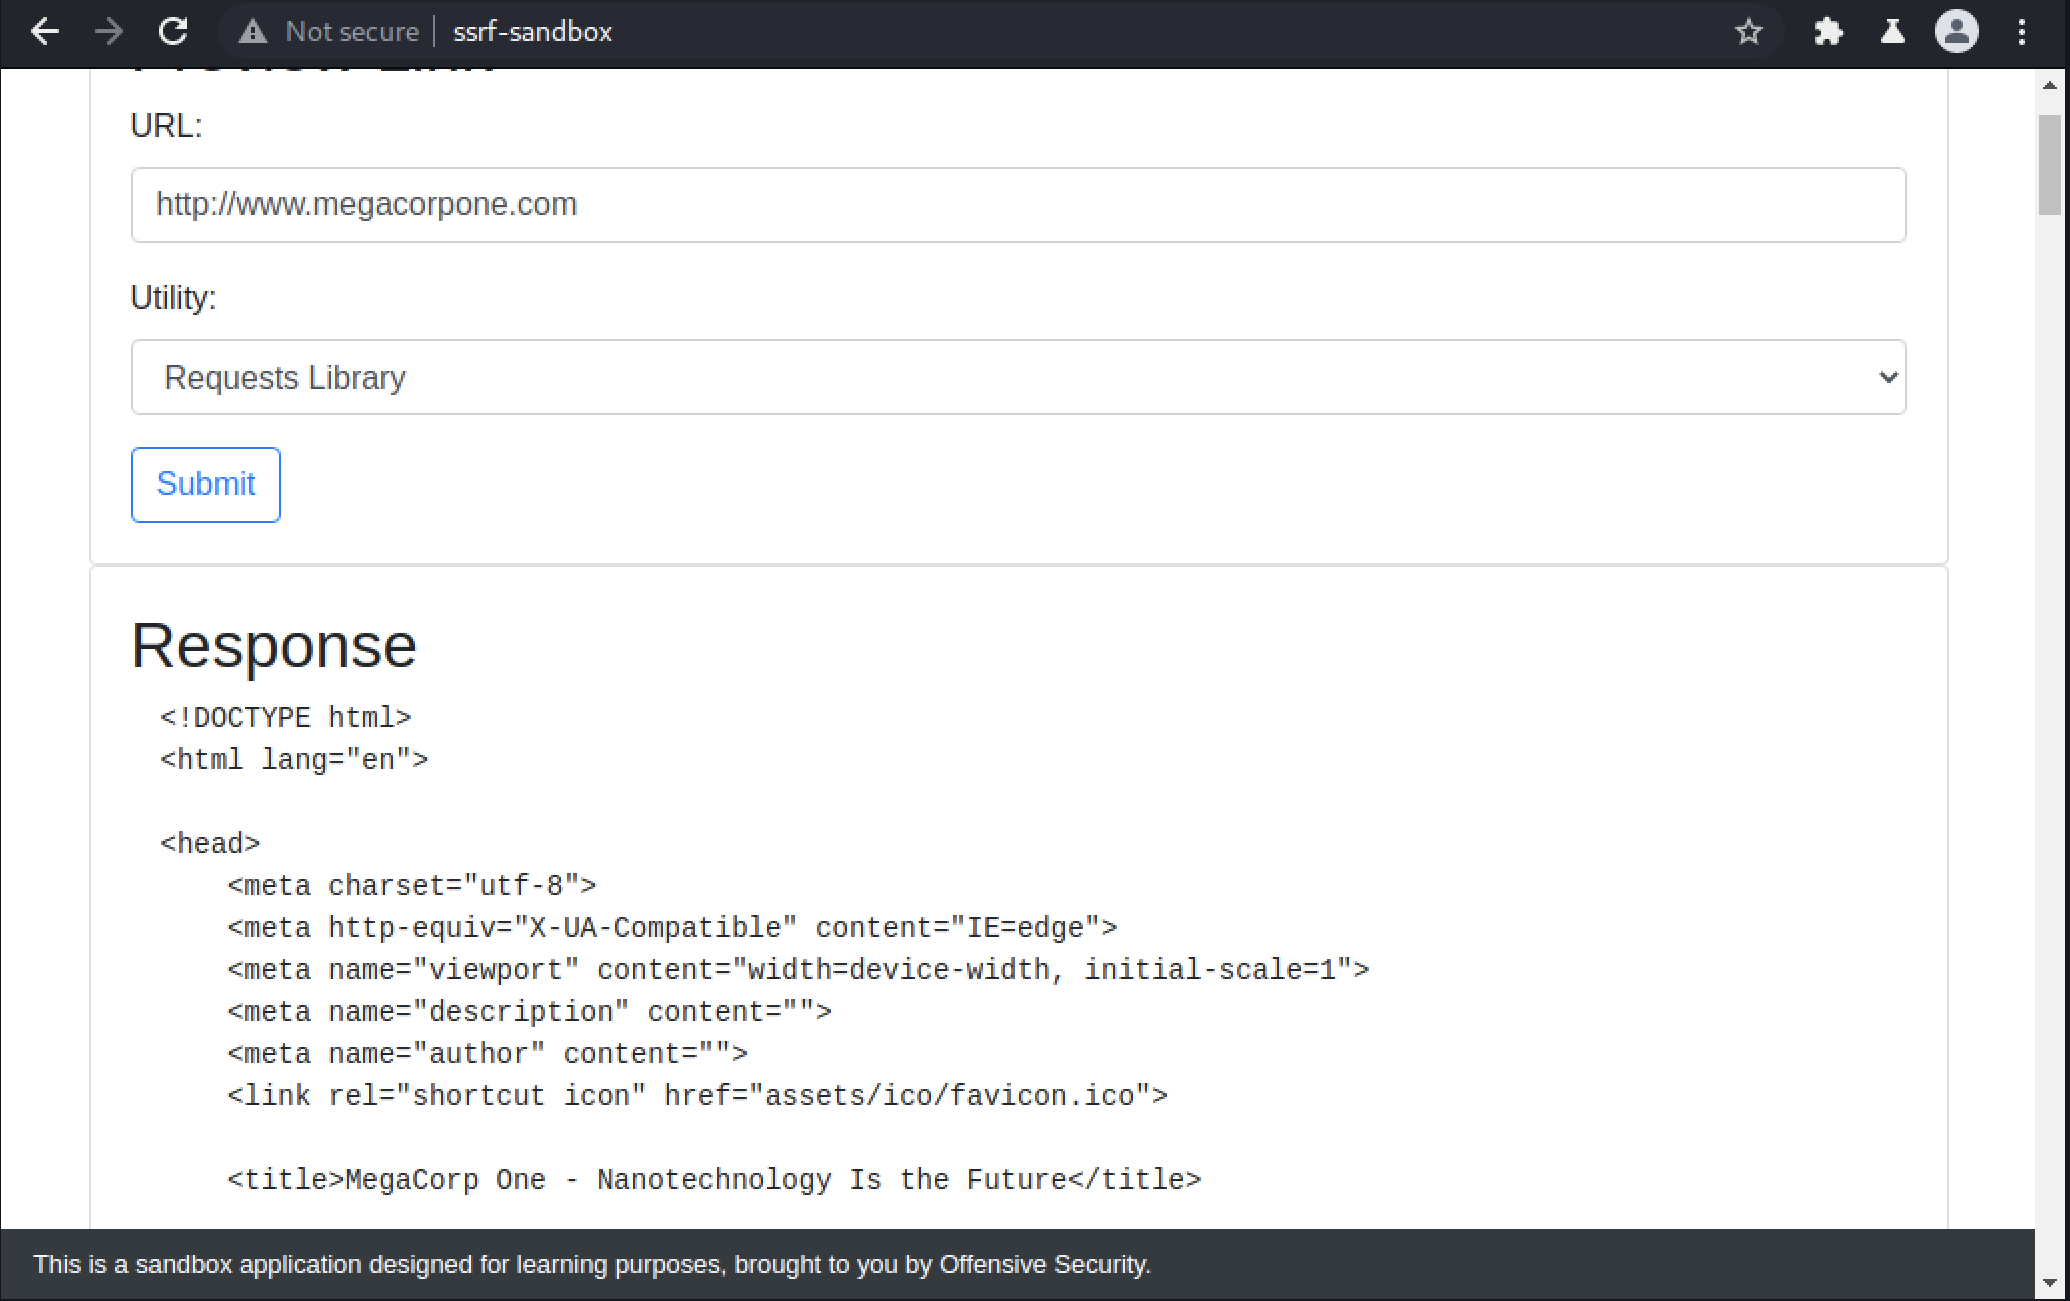 Not secure | ssrf-sandbox
URL:
http://www.megacorpone.com
Utility:
Requests Library
Submit
Response
<!DOCTYPE html>
<html lang="en">
<head>
<meta charset="utf-8">
<meta http-equiv="X-UA-Compatible" content="IE=edge">
<meta name="viewport" content="width=device-width, initial-scale=1">
<meta name="description" content="">
<meta name="author" content="">
<link rel="shortcut icon" href="assets/ico/favicon.ico">
<title>MegaCorp One - Nanotechnology Is the Future</title>
This is a sandbox application designed for learning purposes, brought to you by Offensive Security.